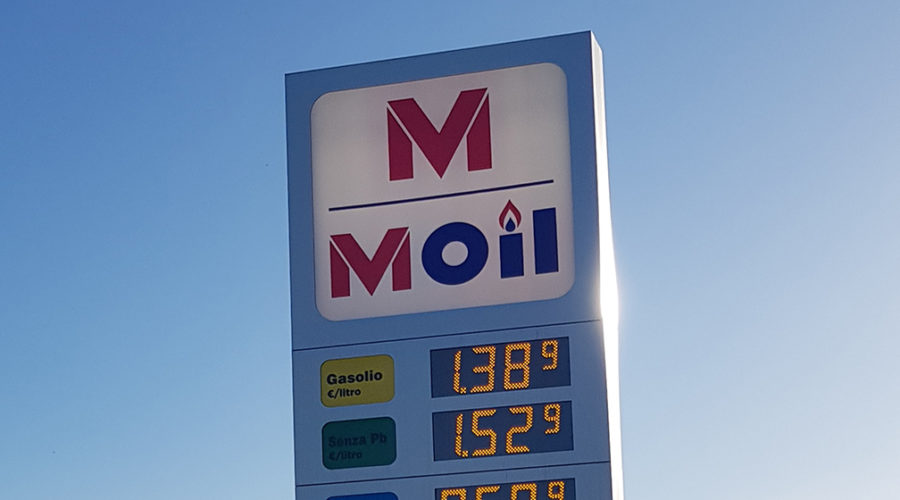 M
MOil
Gasolio
€/litro
1.38⁹
Senza Pb
€/litro
1.52⁹